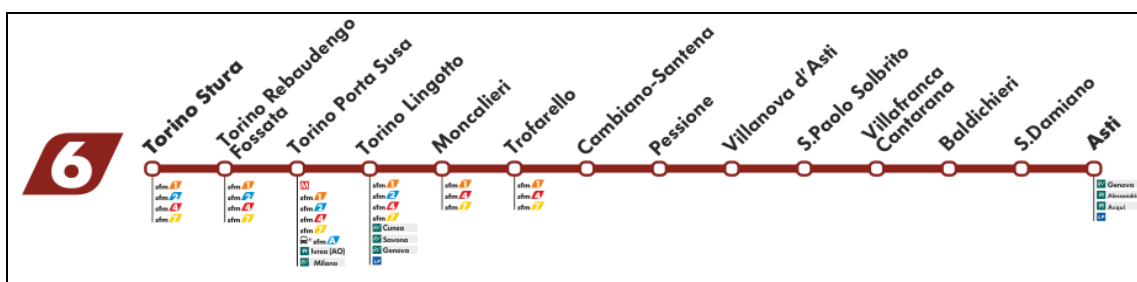 6
Torino Stura
Torino Rebaudengo
Fossata
Torino Porta Susa
Torino Lingotto
Moncalieri
Trofarello
Cambiano-Santena
Pessione
Villanova d'Asti
S.Paolo Solbrito
Villafranca
Cantarana
Baldichieri
S.Damiano
Asti
sfm 1
sfm 2
sfm 4
sfm 7
sfm 1
sfm 2
sfm 4
sfm 7
M
sfm 1
sfm 2
sfm 4
sfm 7
+ sfm A
R Ivrea (AO)
Milano
sfm 1
sfm 2
sfm 4
sfm 7
Cuneo
Savona
Genova
LP
sfm 1
sfm 4
sfm 7
sfm 1
sfm 4
sfm 7
Genova
R Alessandria
R Acqui
LP